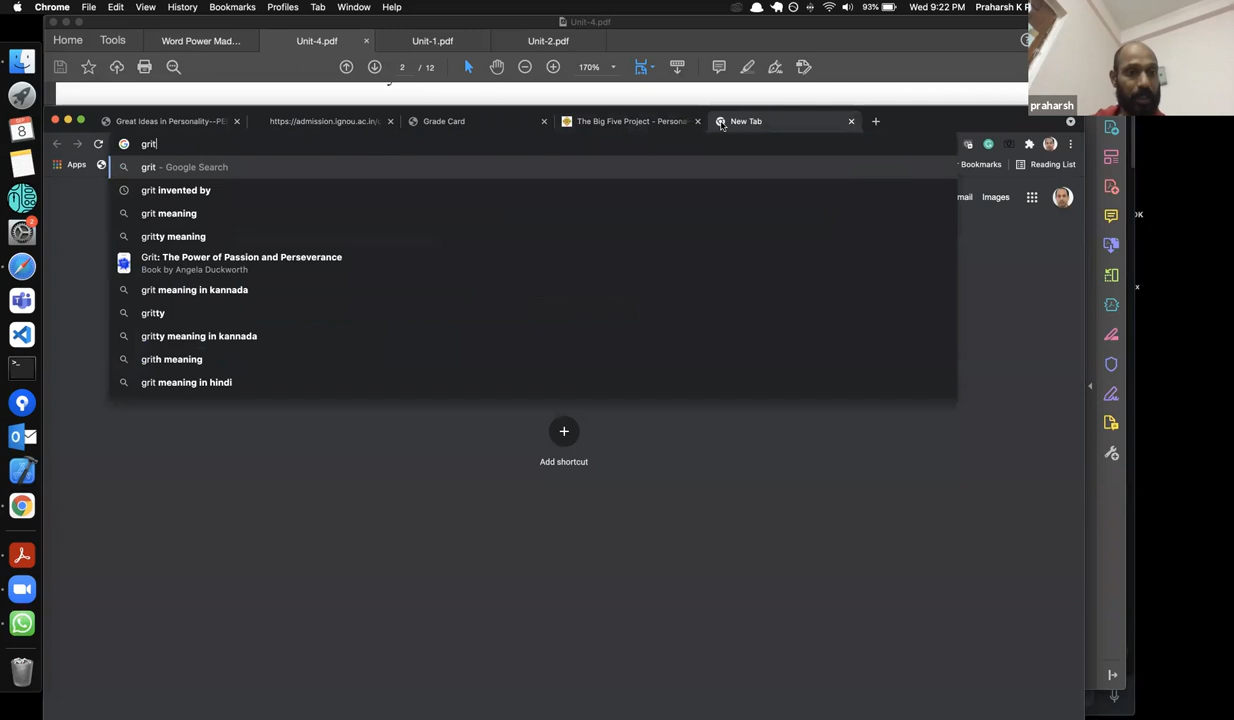 Chrome File Edit View History Bookmarks Profiles Tab Window Help 93% Wed 9:22 PM Praharsh K
Unit-4.pdf
Home Tools Word Power Mad... Unit-4.pdf × Unit-1.pdf Unit-2.pdf
2 / 12 170%
praharsh
Great Ideas in Personality--PE × https://admission.ignou.ac.in/ × Grade Card × The Big Five Project - Persona × New Tab × +
grit
Apps Bookmarks Reading List
grit - Google Search
grit invented by
mail Images
grit meaning
gritty meaning
Grit: The Power of Passion and Perseverance
Book by Angela Duckworth
grit meaning in kannada
gritty
gritty meaning in kannada
grith meaning
grit meaning in hindi
Add shortcut
8
2